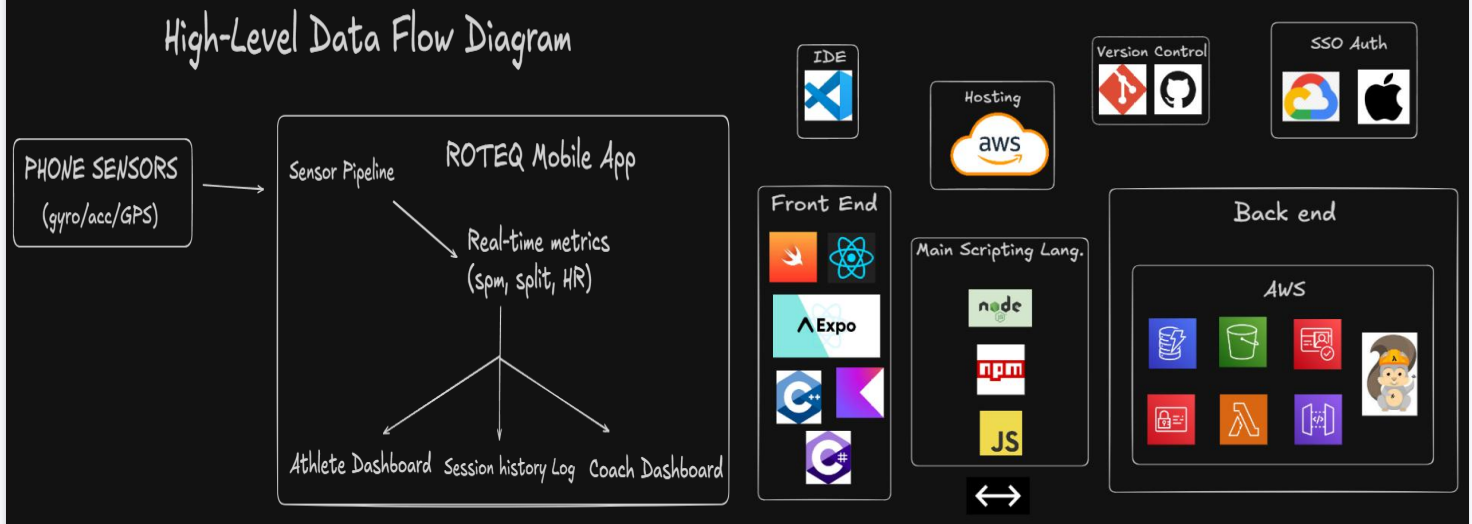 High-Level Data Flow Diagram
PHONE SENSORS
(gyro/acc/GPS)
ROTEQ Mobile App
Sensor Pipeline
Real-time metrics
(spm, split, HR)
Athlete Dashboard
Session history Log
Coach Dashboard
IDE
Hosting
aws
Version Control
SSO Auth
Front End
Expo
C++
C#
Main Scripting Lang.
node
JS
npm
JS
Back end
AWS
A